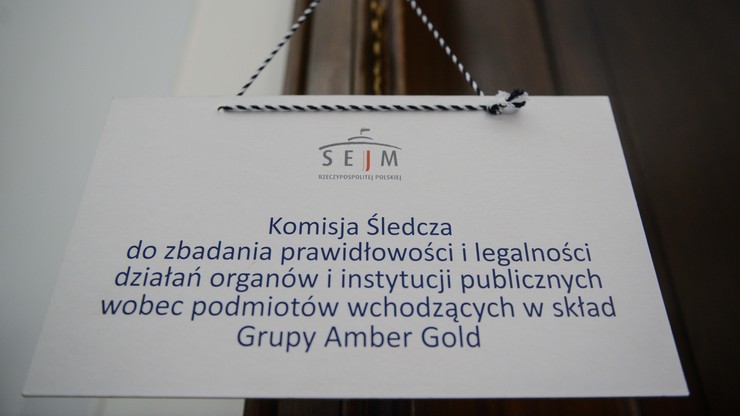 SEJM
RZECZYPOSPOLITEJ POLSKIEJ
Komisja Śledcza
do zbadania prawidłowości i legalności
działań organów i instytucji publicznych
wobec podmiotów wchodzących w skład
Grupy Amber Gold